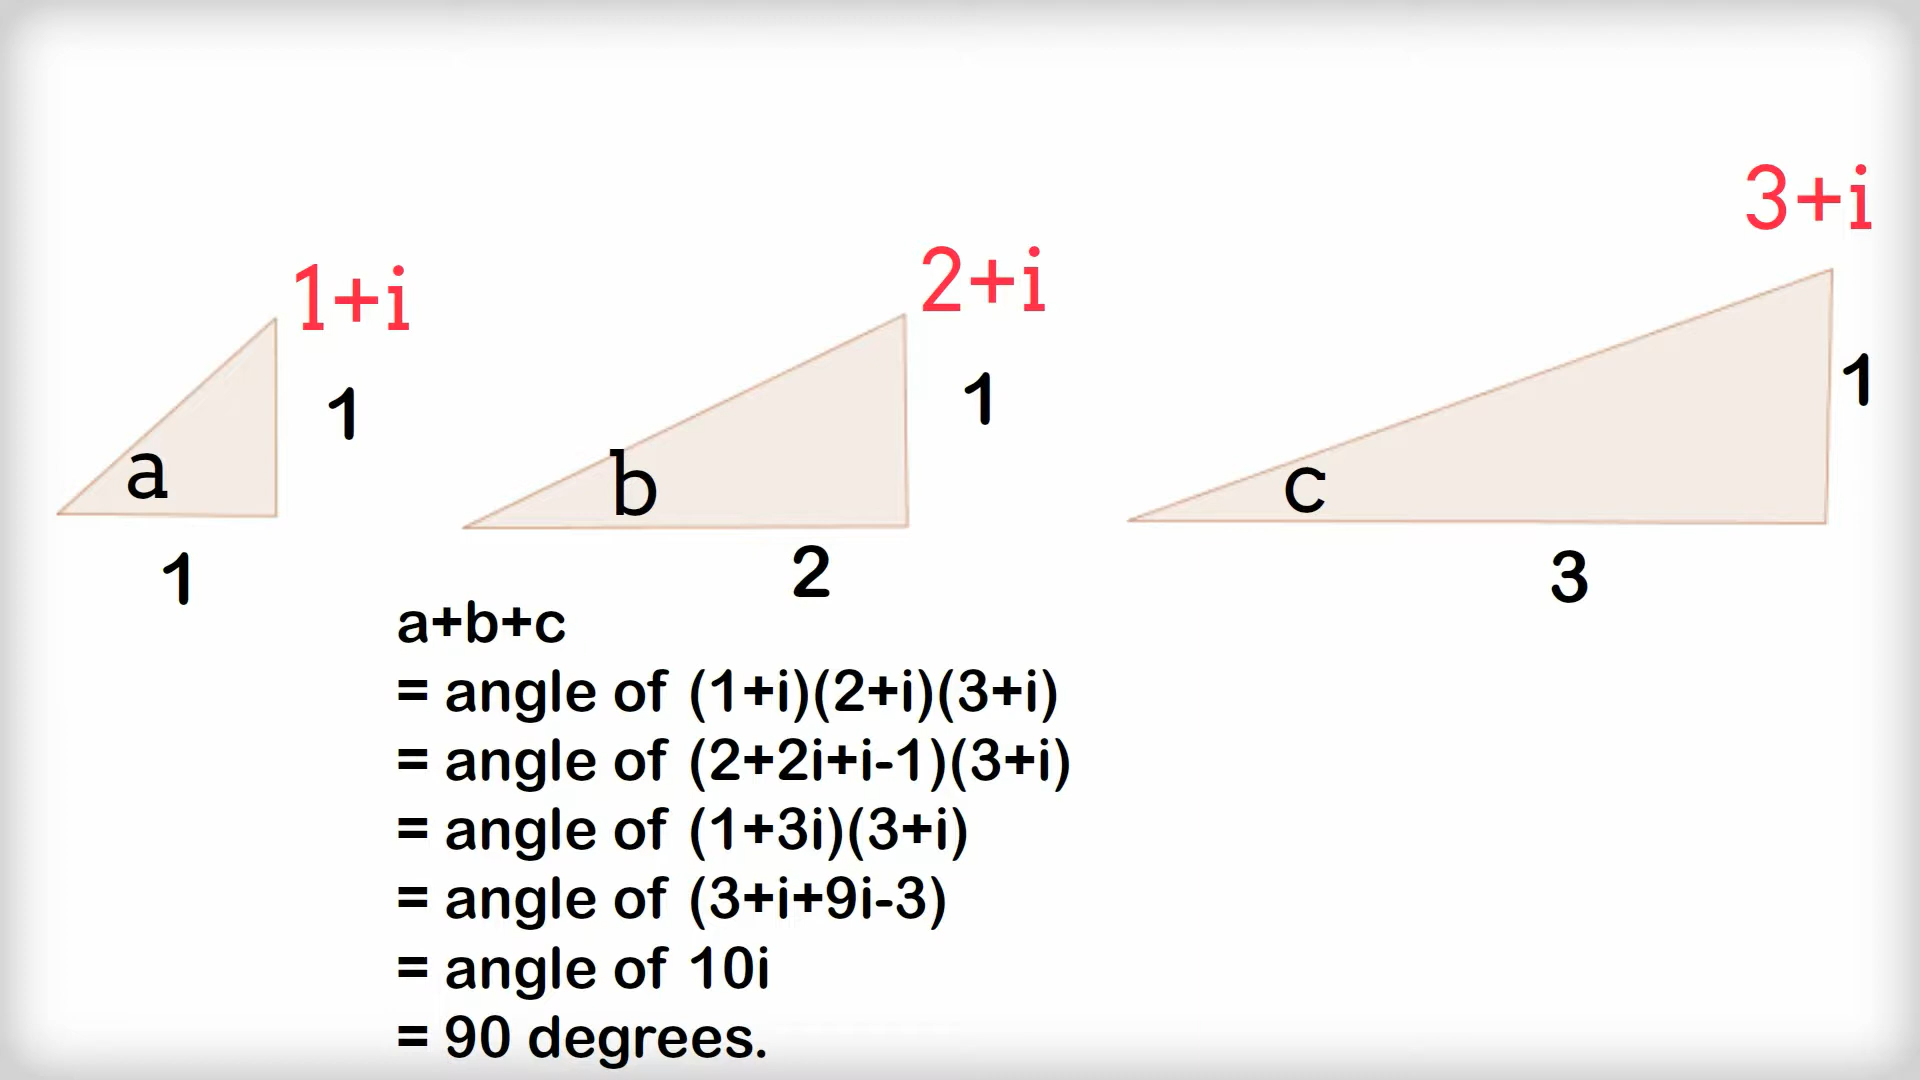 3+i
1+i
2+i
1
1
1
a
b
c
1
2
3
a+b+c
= angle of (1+i)(2+i)(3+i)
= angle of (2+2i+i-1)(3+i)
= angle of (1+3i)(3+i)
= angle of (3+i+9i-3)
= angle of 10i
= 90 degrees.